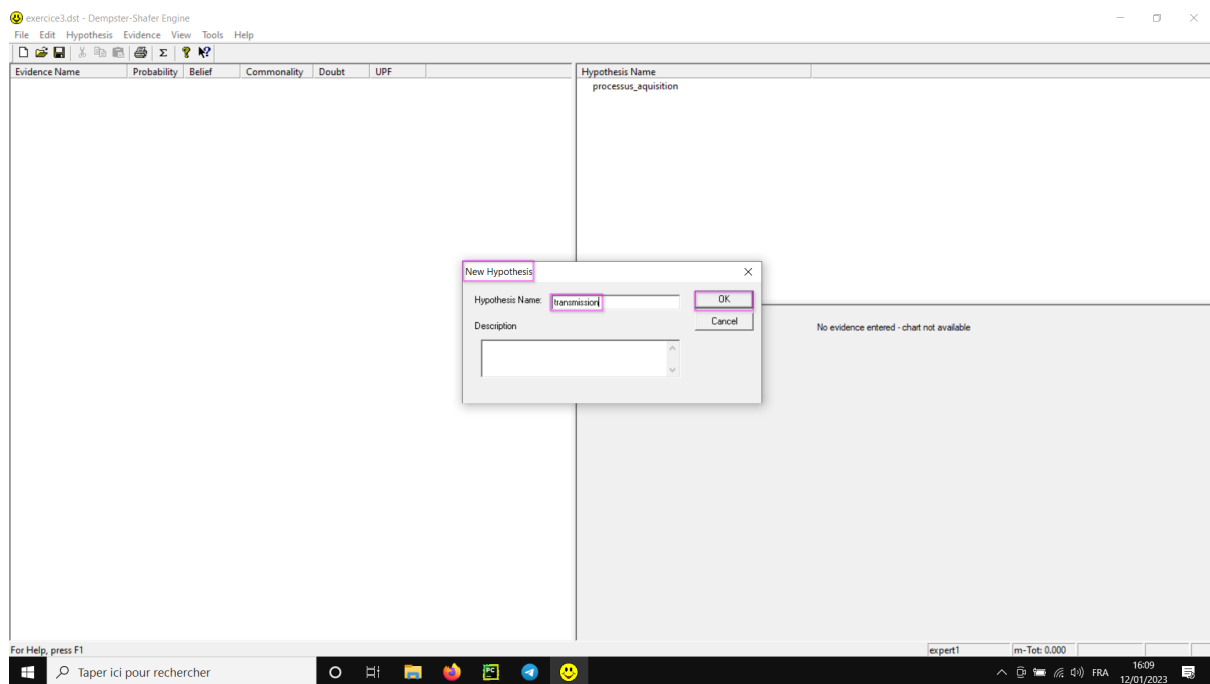 exercice3.dst - Dempster-Shafer Engine
File Edit Hypothesis Evidence View Tools Help
Evidence Name Probability Belief Commonality Doubt UPF Hypothesis Name
processus_aquisition
New Hypothesis
Hypothesis Name: transmission OK
Description Cancel
No evidence entered - chart not available
For Help, press F1 expert1 m-Tot: 0.000
Taper ici pour rechercher PC FRA 16:09
12/01/2023